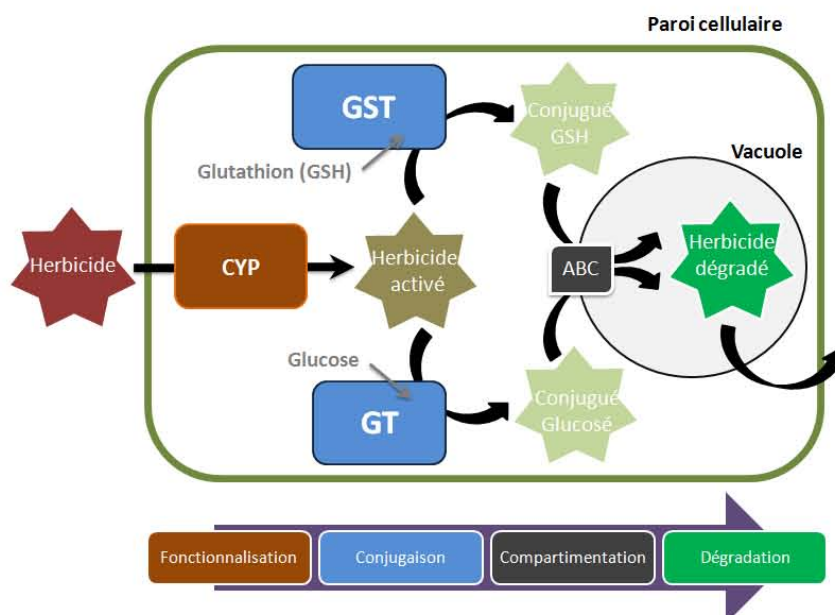 Paroi cellulaire
GST
Conjugué
GSH
Glutathion (GSH)
Vacuole
Herbicide
CYP
Herbicide
activé
ABC
Herbicide
dégradé
Glucose
GT
Conjugué
Glucosé
Fonctionnalisation
Conjugaison
Compartimentation
Dégradation